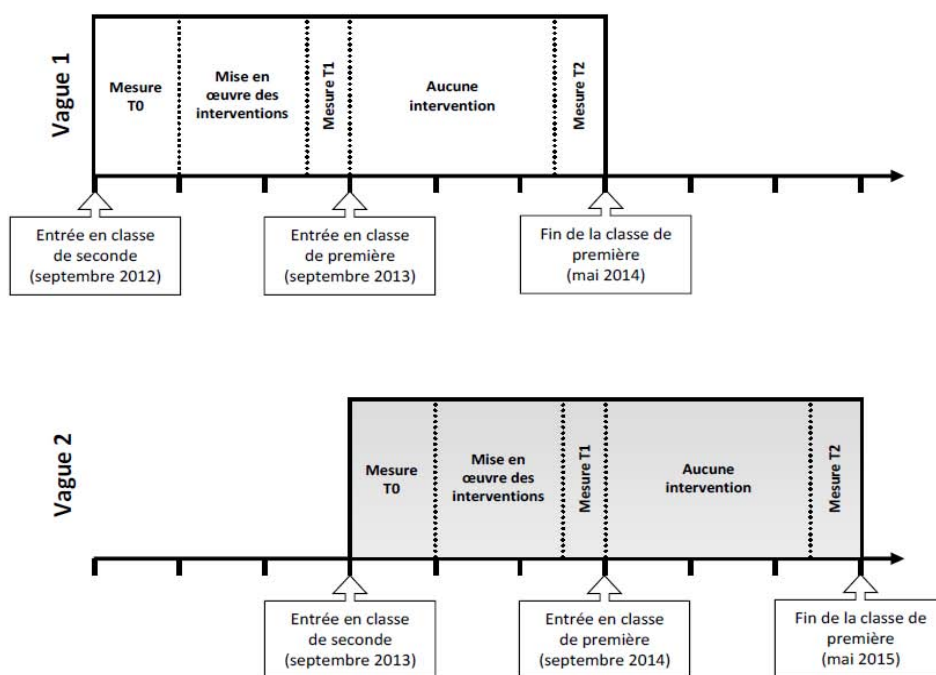 Vague 1
Mesure
T0
Mise en
œuvre des
interventions
Mesure T1
Aucune
intervention
Mesure T2
Entrée en classe
de seconde
(septembre 2012)
Entrée en classe
de première
(septembre 2013)
Fin de la classe de
première
(mai 2014)
Vague 2
Mesure
T0
Mise en
œuvre des
interventions
Mesure T1
Aucune
intervention
Mesure T2
Entrée en classe
de seconde
(septembre 2013)
Entrée en classe
de première
(septembre 2014)
Fin de la classe de
première
(mai 2015)